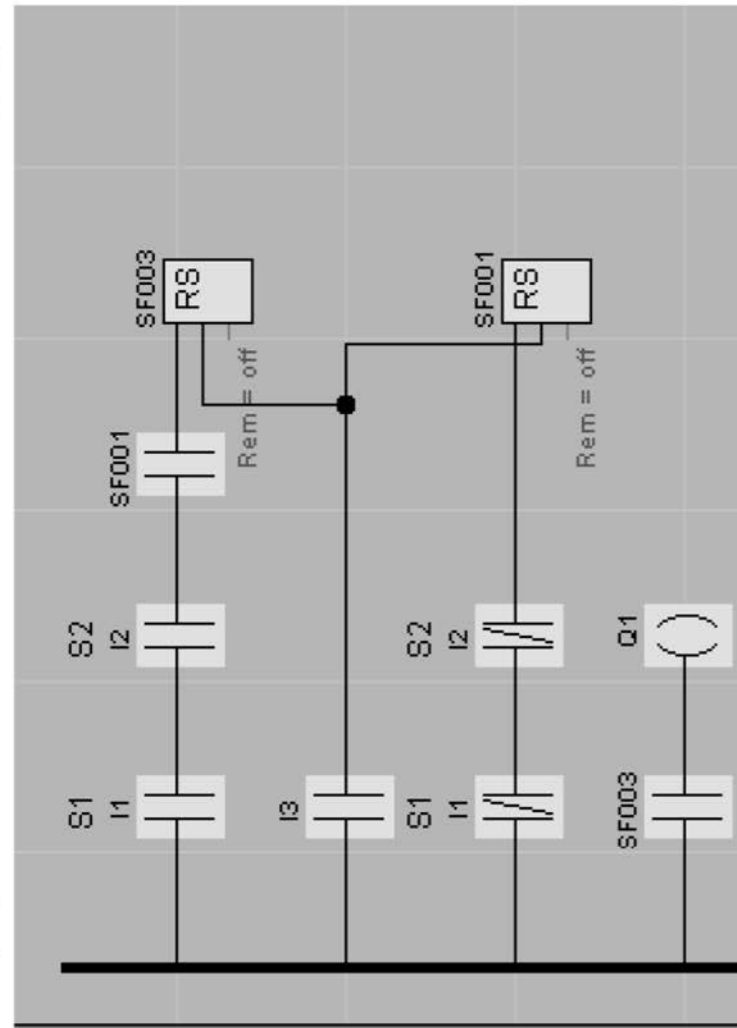 S1
I1
S2
I2
SF001
SF003
RS
Rem = off
I3
S1
I1
S2
I2
SF001
RS
Rem = off
SF003
Q1